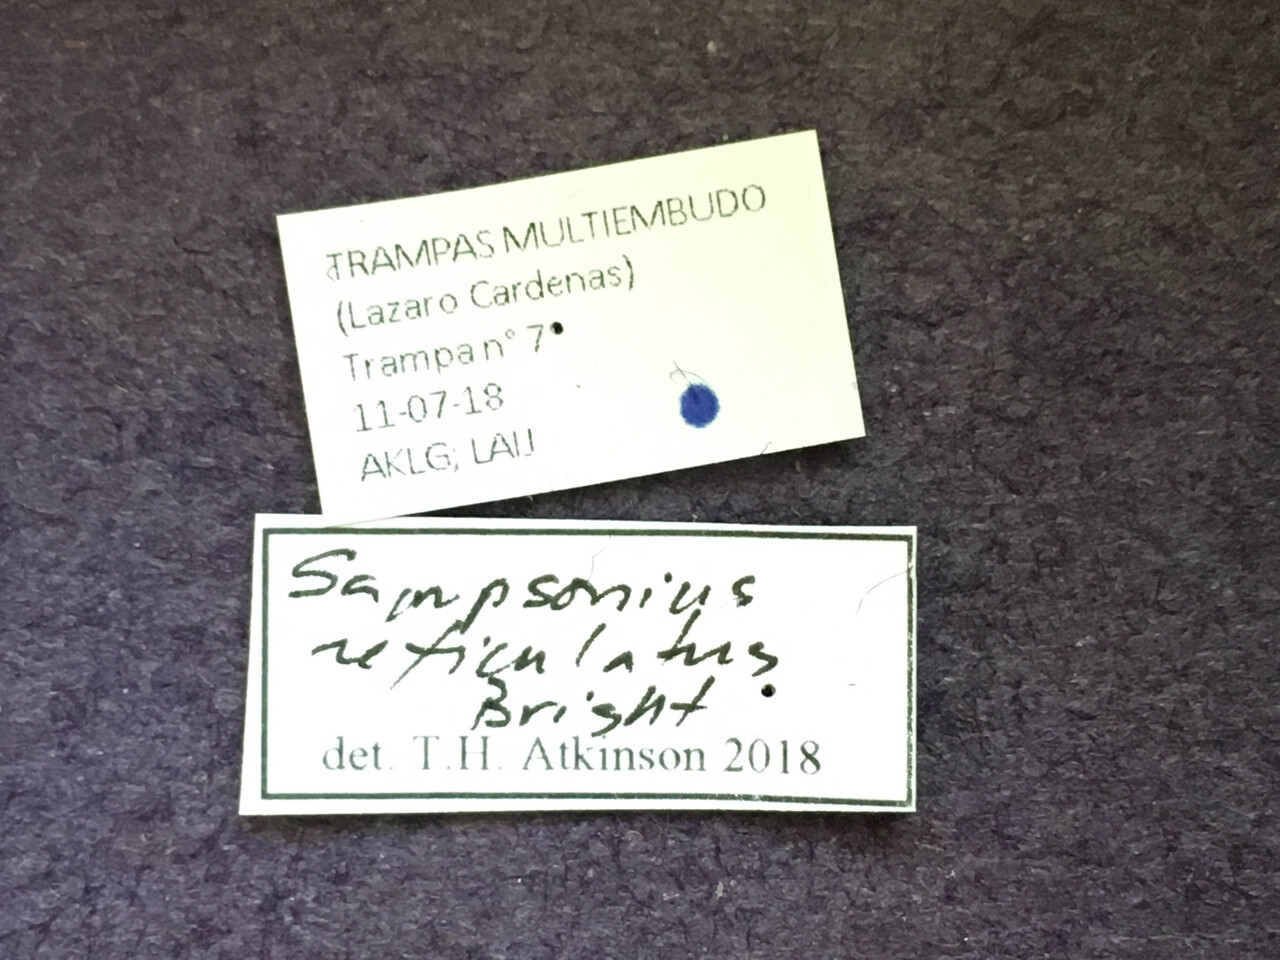 TRAMPAS MULTIEMBUDO
(Lazaro Cardenas)
Trampa n° 7
11-07-18
AKLG; LAIJ
Sampsonius
reticulatus
Bright
det. T.H. Atkinson 2018